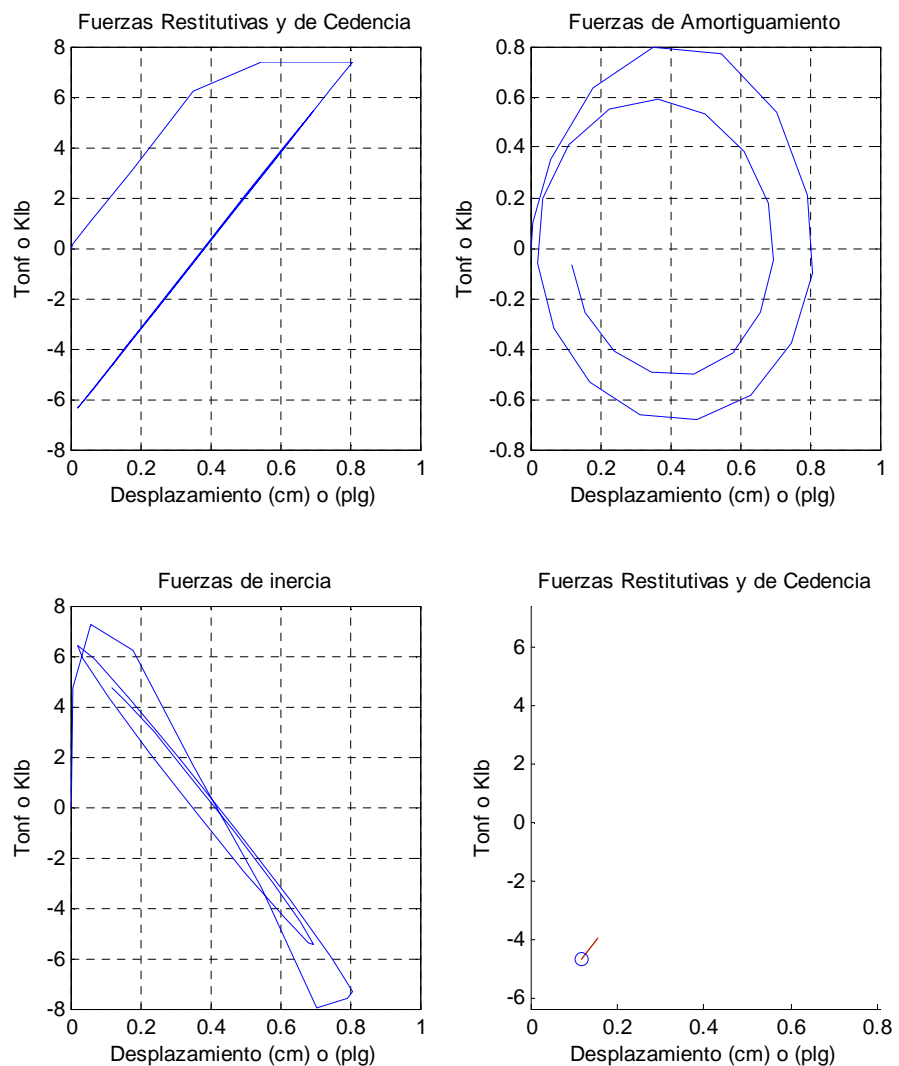 Fuerzas Restitutivas y de Cedencia
8
6
4
2
0
-2
-4
-6
-8
0 0.2 0.4 0.6 0.8 1
Tonf o Klb
Desplazamiento (cm) o (plg)
Fuerzas de Amortiguamiento
0.8
0.6
0.4
0.2
0
-0.2
-0.4
-0.6
-0.8
0 0.2 0.4 0.6 0.8 1
Tonf o Klb
Desplazamiento (cm) o (plg)
Fuerzas de inercia
8
6
4
2
0
-2
-4
-6
-8
0 0.2 0.4 0.6 0.8 1
Tonf o Klb
Desplazamiento (cm) o (plg)
Fuerzas Restitutivas y de Cedencia
6
4
2
0
-2
-4
-6
0 0.2 0.4 0.6 0.8
Tonf o Klb
Desplazamiento (cm) o (plg)